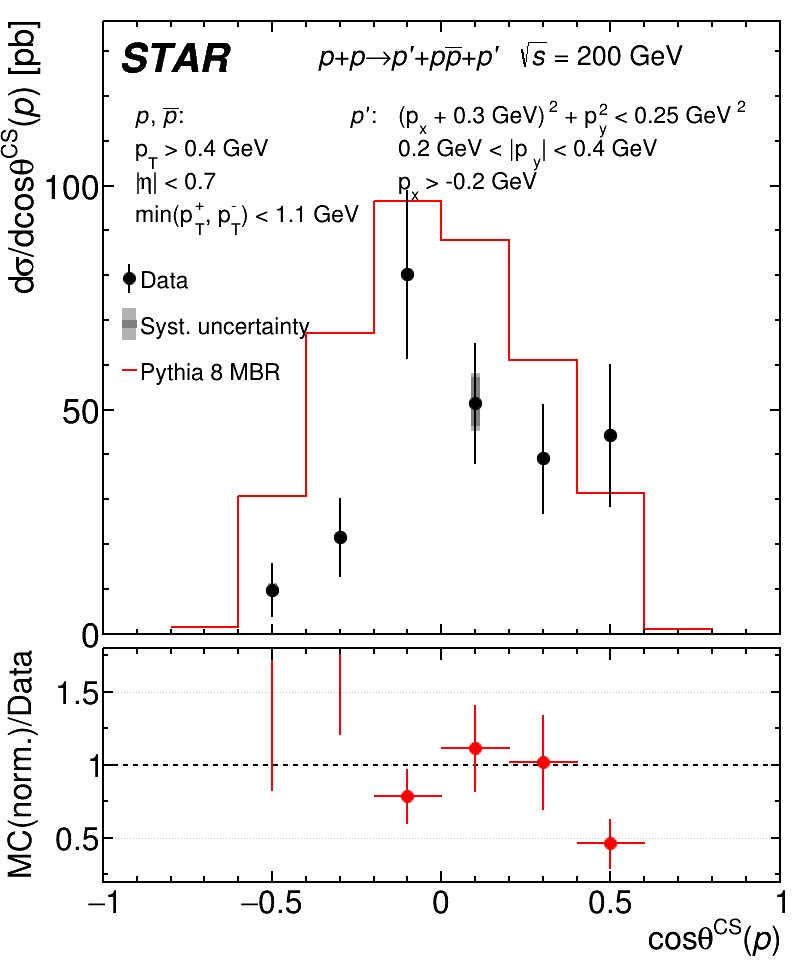 STAR p+p→p′+pp̅+p′ √s = 200 GeV
p, p̅: p′: (pₓ + 0.3 GeV)² + p_y² < 0.25 GeV²
p_T > 0.4 GeV 0.2 GeV < |p_y| < 0.4 GeV
|η| < 0.7 pₓ > -0.2 GeV
min(p_T⁺, p_T⁻) < 1.1 GeV
Data
Syst. uncertainty
Pythia 8 MBR
dσ/dcosθ^CS(p) [pb]
100
50
0
MC(norm.)/Data
1.5
1
0.5
−1 −0.5 0 0.5 1
cosθ^CS(p)